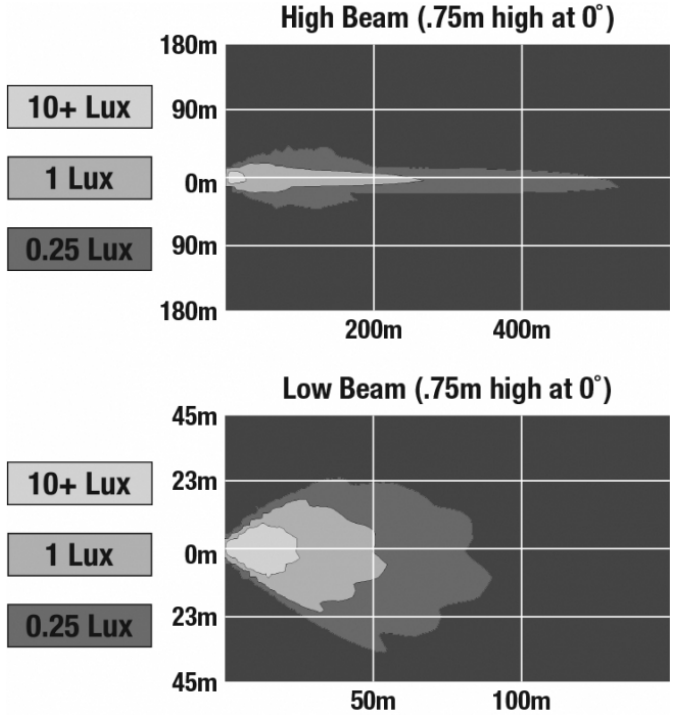 High Beam (.75m high at 0°)
180m
10+ Lux
90m
1 Lux
0m
0.25 Lux
90m
180m
200m 400m
Low Beam (.75m high at 0°)
45m
10+ Lux
23m
1 Lux
0m
0.25 Lux
23m
45m
50m 100m